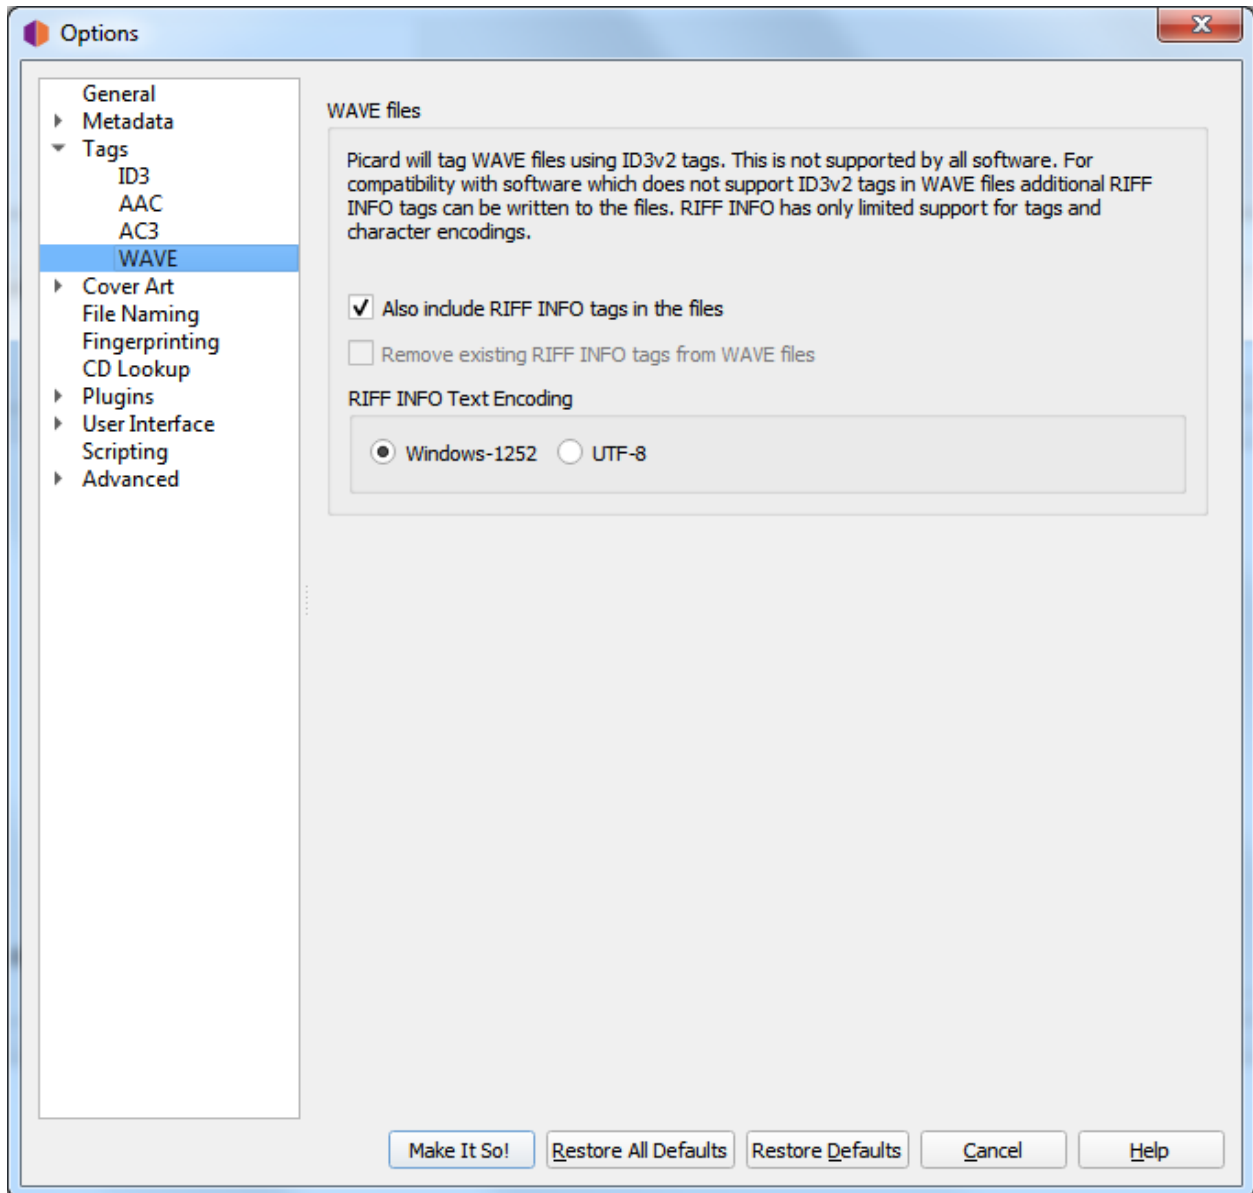 Options
General
Metadata
Tags
ID3
AAC
AC3
WAVE
Cover Art
File Naming
Fingerprinting
CD Lookup
Plugins
User Interface
Scripting
Advanced
WAVE files
Picard will tag WAVE files using ID3v2 tags. This is not supported by all software. For
compatibility with software which does not support ID3v2 tags in WAVE files additional RIFF
INFO tags can be written to the files. RIFF INFO has only limited support for tags and
character encodings.
Also include RIFF INFO tags in the files
Remove existing RIFF INFO tags from WAVE files
RIFF INFO Text Encoding
Windows-1252 UTF-8
Make It So! Restore All Defaults Restore Defaults Cancel Help